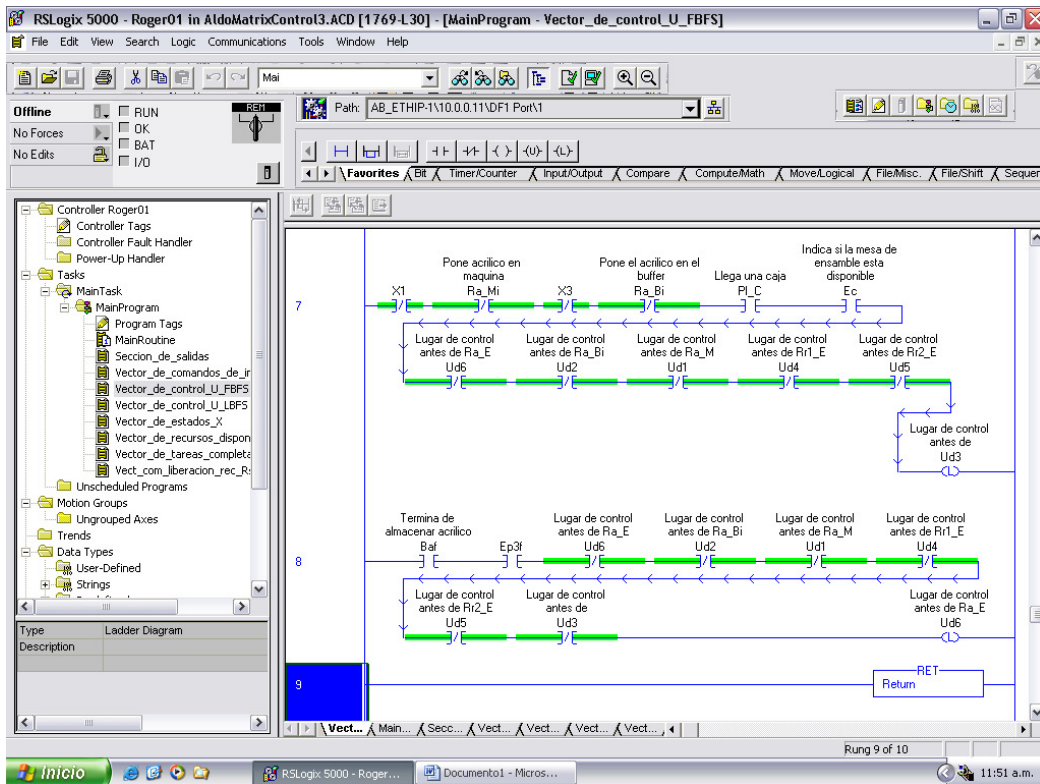 RSLogix 5000 - Roger01 in AldoMatrixControl3.ACD [1769-L30] - [MainProgram - Vector_de_control_U_FBFS]
File Edit View Search Logic Communications Tools Window Help
Mai
Offline
RUN
REM
No Forces
OK
No Edits
BAT
I/O
Path: AB_ETHIP-1\10.0.0.11\DF1 Port\1
Favorites Bit Timer/Counter Input/Output Compare Compute/Math Move/Logical File/Misc. File/Shift Sequen
Controller Roger01
Controller Tags
Controller Fault Handler
Power-Up Handler
Tasks
MainTask
MainProgram
Program Tags
MainRoutine
Seccion_de_salidas
Vector_de_comandos_de_ir
Vector_de_control_U_FBFS
Vector_de_control_U_LBFS
Vector_de_estados_X
Vector_de_recursos_dispon
Vector_de_tareas_completa
Vect_com_liberacion_rec_R
Unscheduled Programs
Motion Groups
Ungrouped Axes
Trends
Data Types
User-Defined
Strings
Type Ladder Diagram
Description
7
X1
Pone acrilico en
maquina
Ra_Mi
X3
Pone el acrilico en el
buffer
Ra_Bi
Llega una caja
PI_C
Indica si la mesa de
ensamble esta
disponible
Ec
Lugar de control
antes de Ra_E
Ud6
Lugar de control
antes de Ra_Bi
Ud2
Lugar de control
antes de Ra_M
Ud1
Lugar de control
antes de Rr1_E
Ud4
Lugar de control
antes de Rr2_E
Ud5
Lugar de control
antes de
Ud3
L
8
Termina de
almacenar acrilico
Baf
Ep3f
Lugar de control
antes de Ra_E
Ud6
Lugar de control
antes de Ra_Bi
Ud2
Lugar de control
antes de Ra_M
Ud1
Lugar de control
antes de Rr1_E
Ud4
Lugar de control
antes de Rr2_E
Ud5
Lugar de control
antes de
Ud3
Lugar de control
antes de Ra_E
Ud6
L
9
RET
Return
Vect... Main... Secc... Vect... Vect... Vect... Vect...
Rung 9 of 10
Inicio
RSLogix 5000 - Roger...
Documento1 - Micros...
11:51 a.m.